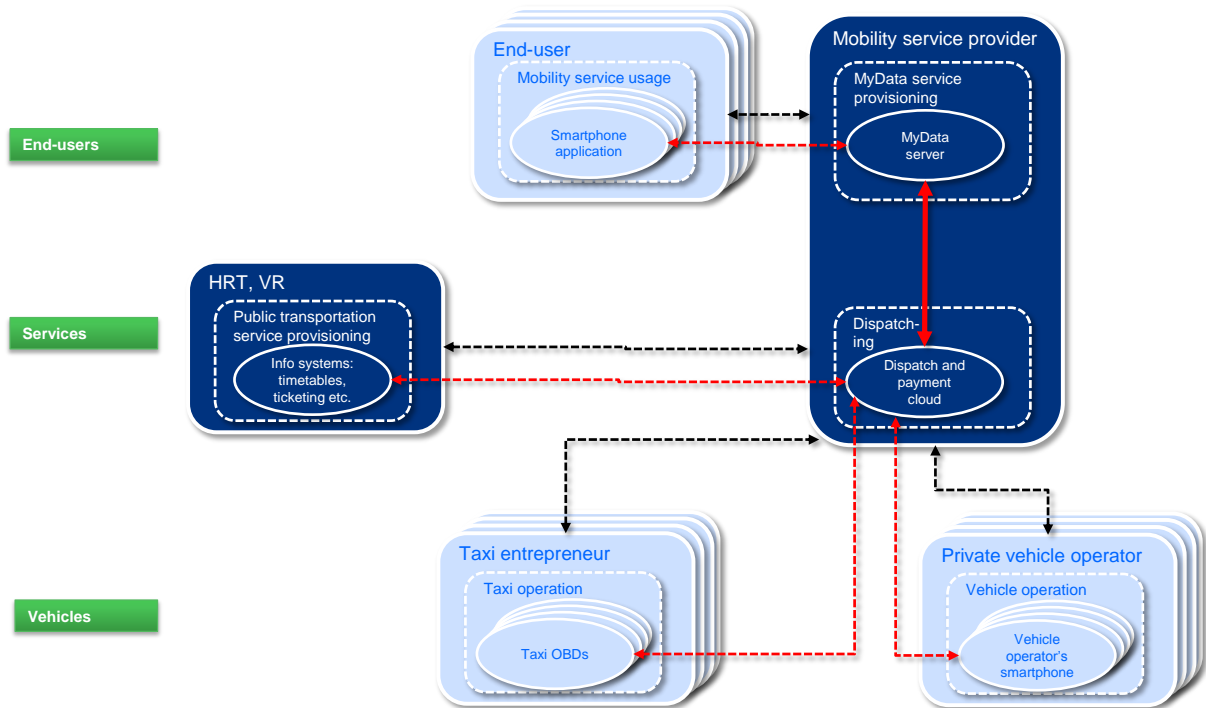 End-user
Mobility service usage
Smartphone
application
Mobility service provider
MyData service
provisioning
MyData
server
End-users
HRT, VR
Public transportation
service provisioning
Info systems:
timetables,
ticketing etc.
Services
Dispatch-
ing
Dispatch and
payment
cloud
Taxi entrepreneur
Taxi operation
Taxi OBDs
Private vehicle operator
Vehicle operation
Vehicle
operator's
smartphone
Vehicles